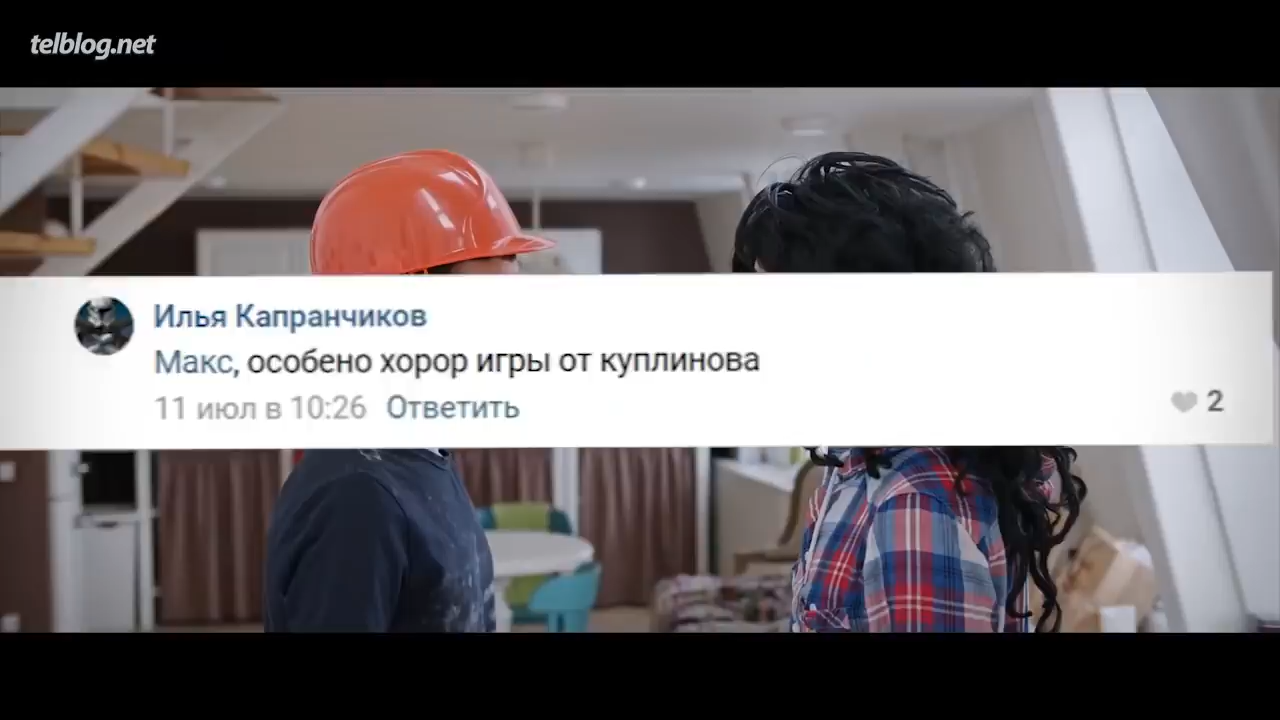 telblog.net
Илья Капранчиков
Макс, особено хорор игры от куплинова
11 июл в 10:26 Ответить
2